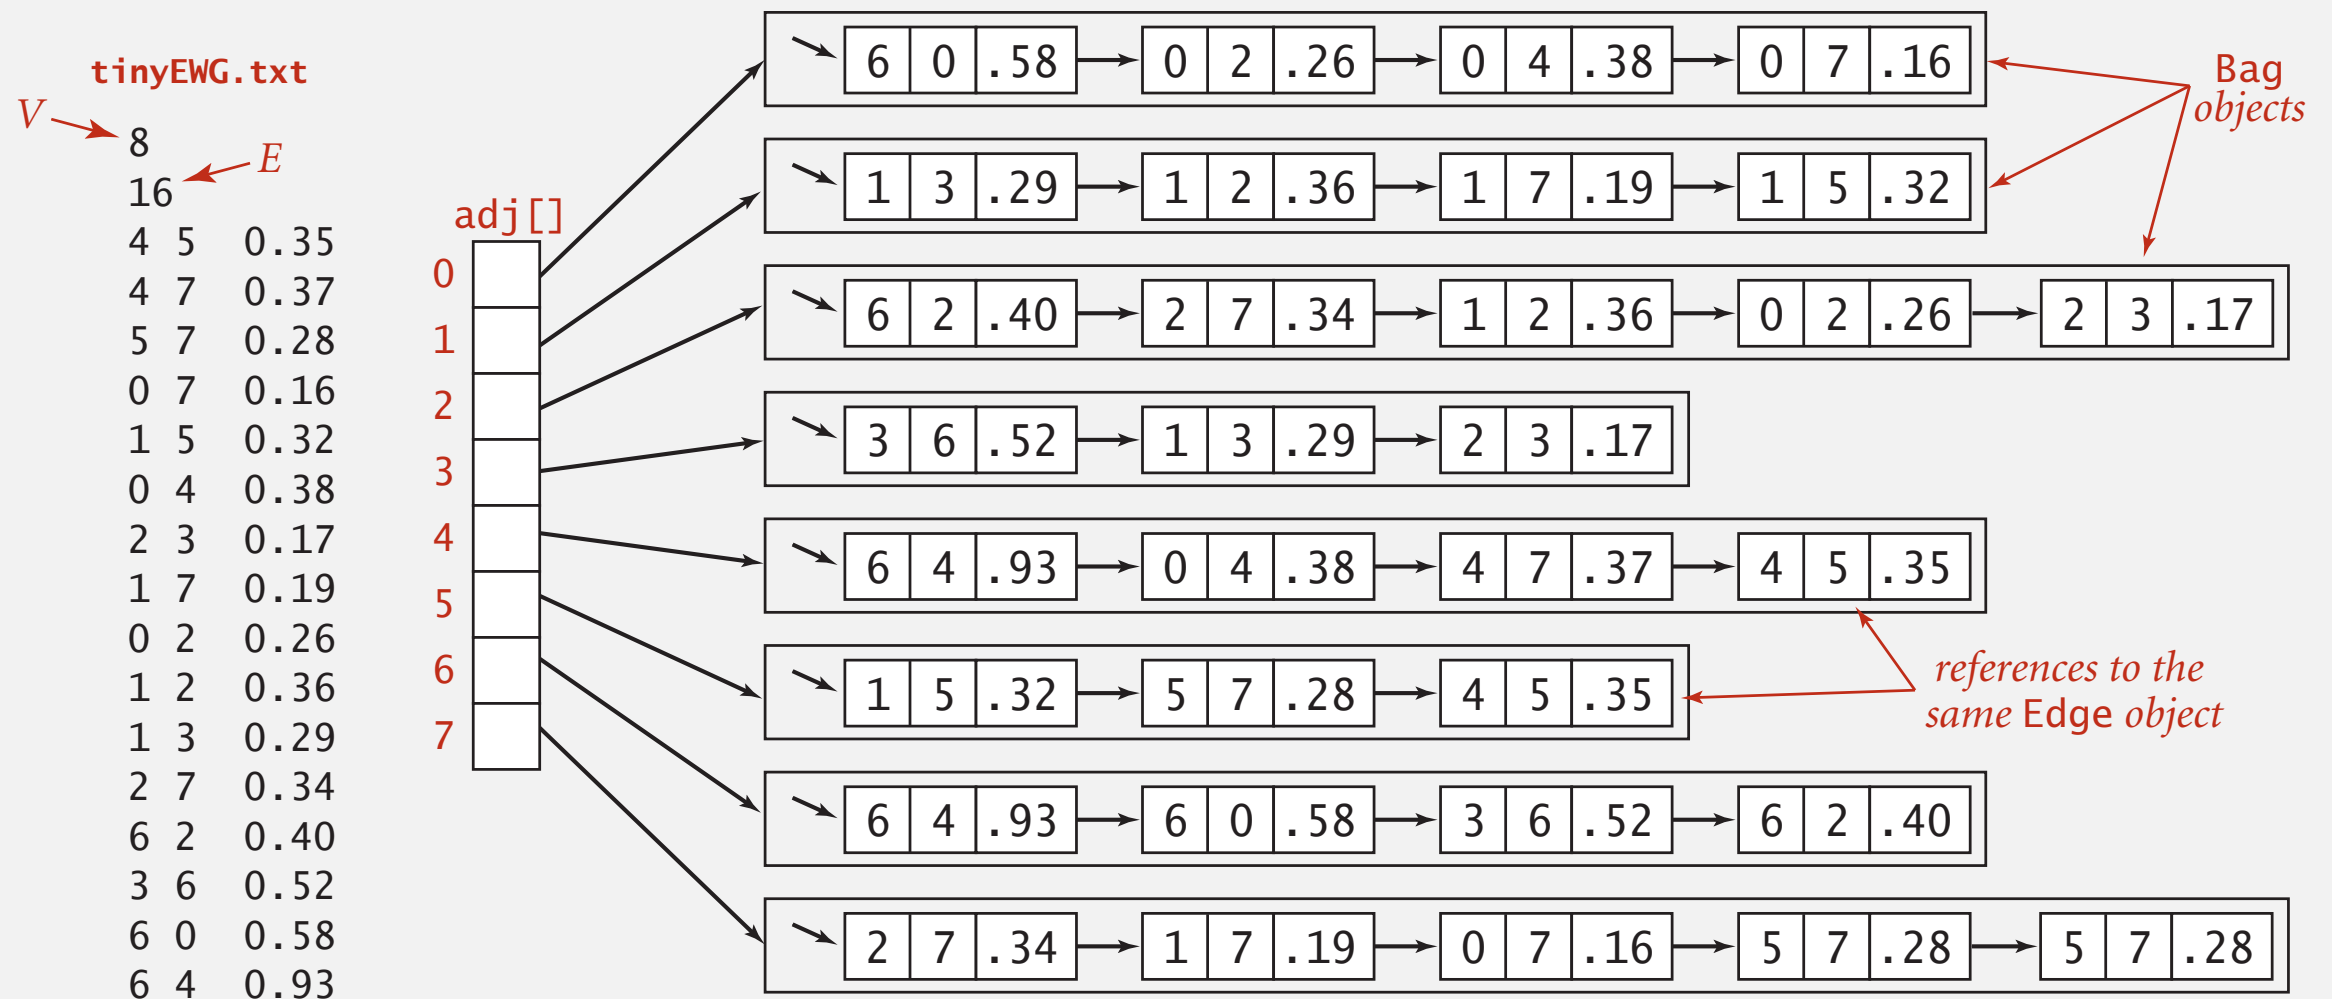 tinyEWG.txt
V
8
E
16
4 5 0.35
4 7 0.37
5 7 0.28
0 7 0.16
1 5 0.32
0 4 0.38
2 3 0.17
1 7 0.19
0 2 0.26
1 2 0.36
1 3 0.29
2 7 0.34
6 2 0.40
3 6 0.52
6 0 0.58
6 4 0.93
adj[]
0
1
2
3
4
5
6
7
6 0 .58 0 2 .26 0 4 .38 0 7 .16
1 3 .29 1 2 .36 1 7 .19 1 5 .32
6 2 .40 2 7 .34 1 2 .36 0 2 .26 2 3 .17
3 6 .52 1 3 .29 2 3 .17
6 4 .93 0 4 .38 4 7 .37 4 5 .35
1 5 .32 5 7 .28 4 5 .35
6 4 .93 6 0 .58 3 6 .52 6 2 .40
2 7 .34 1 7 .19 0 7 .16 5 7 .28 5 7 .28
Bag
objects
references to the
same Edge object